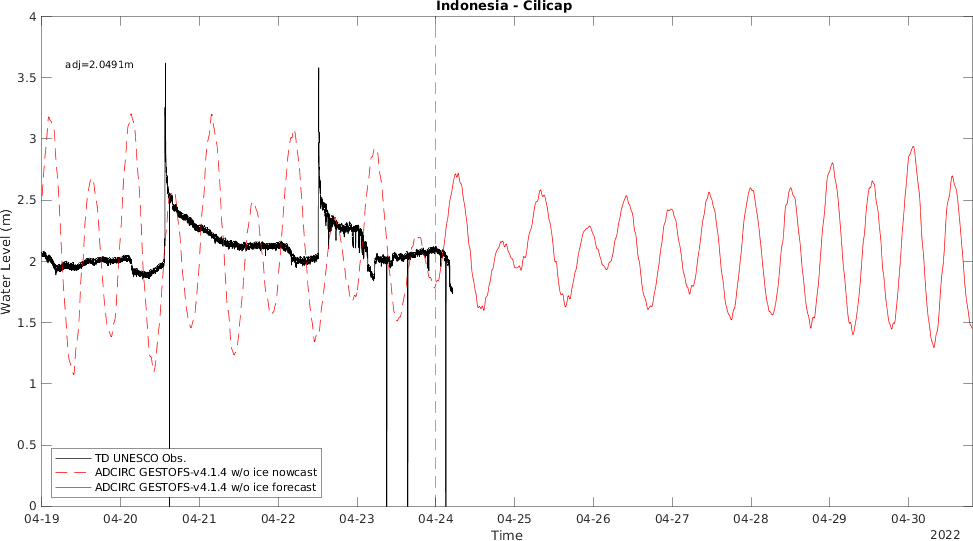 Indonesia - Cilicap
adj=2.0491m
Water Level (m)
4
3.5
3
2.5
2
1.5
1
0.5
0
TD UNESCO Obs.
ADCIRC GESTOFS-v4.1.4 w/o ice nowcast
ADCIRC GESTOFS-v4.1.4 w/o ice forecast
04-19 04-20 04-21 04-22 04-23 04-24 04-25 04-26 04-27 04-28 04-29 04-30
Time
2022